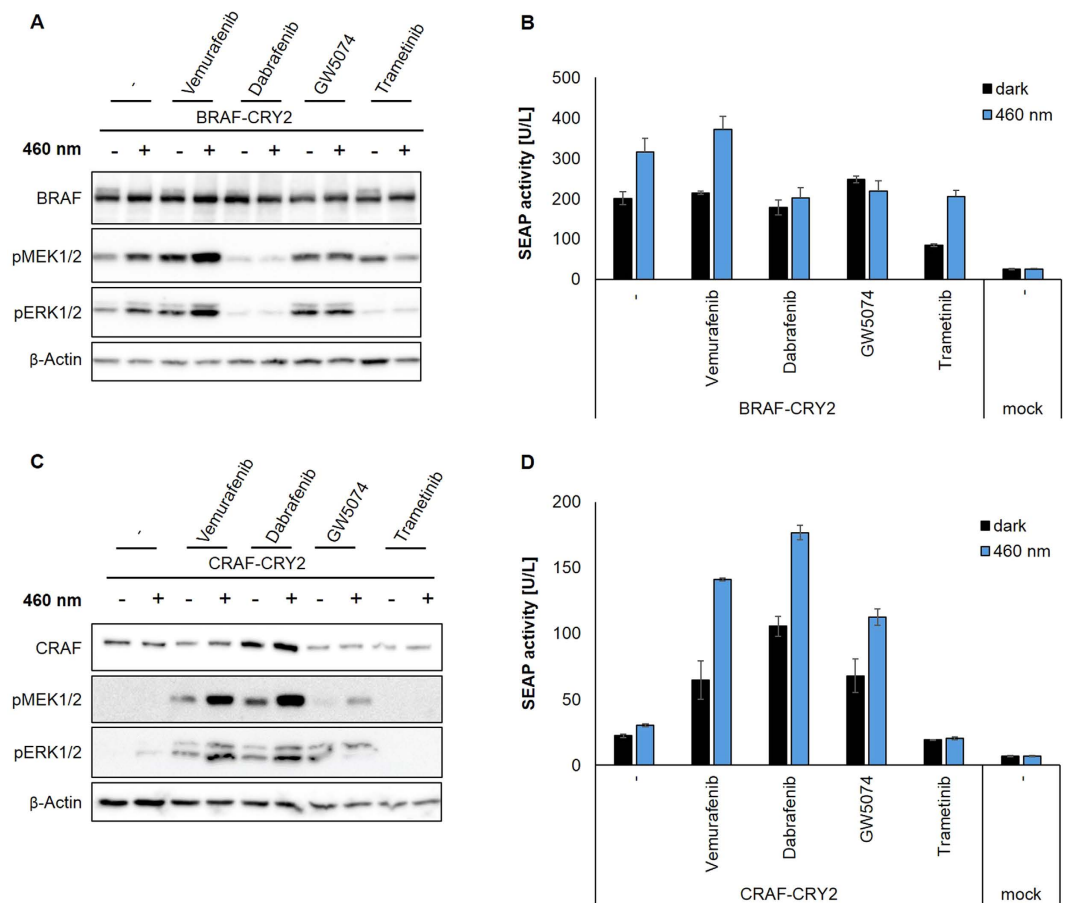 A
-
Vemurafenib
Dabrafenib
GW5074
Trametinib
BRAF-CRY2
460 nm
- + - + - + - + - +
BRAF
pMEK1/2
pERK1/2
β-Actin
B
SEAP activity [U/L]
500
400
300
200
100
0
dark
460 nm
-
Vemurafenib
Dabrafenib
GW5074
Trametinib
-
BRAF-CRY2
mock
C
-
Vemurafenib
Dabrafenib
GW5074
Trametinib
CRAF-CRY2
460 nm
- + - + - + - + - +
CRAF
pMEK1/2
pERK1/2
β-Actin
D
SEAP activity [U/L]
200
150
100
50
0
dark
460 nm
-
Vemurafenib
Dabrafenib
GW5074
Trametinib
-
CRAF-CRY2
mock